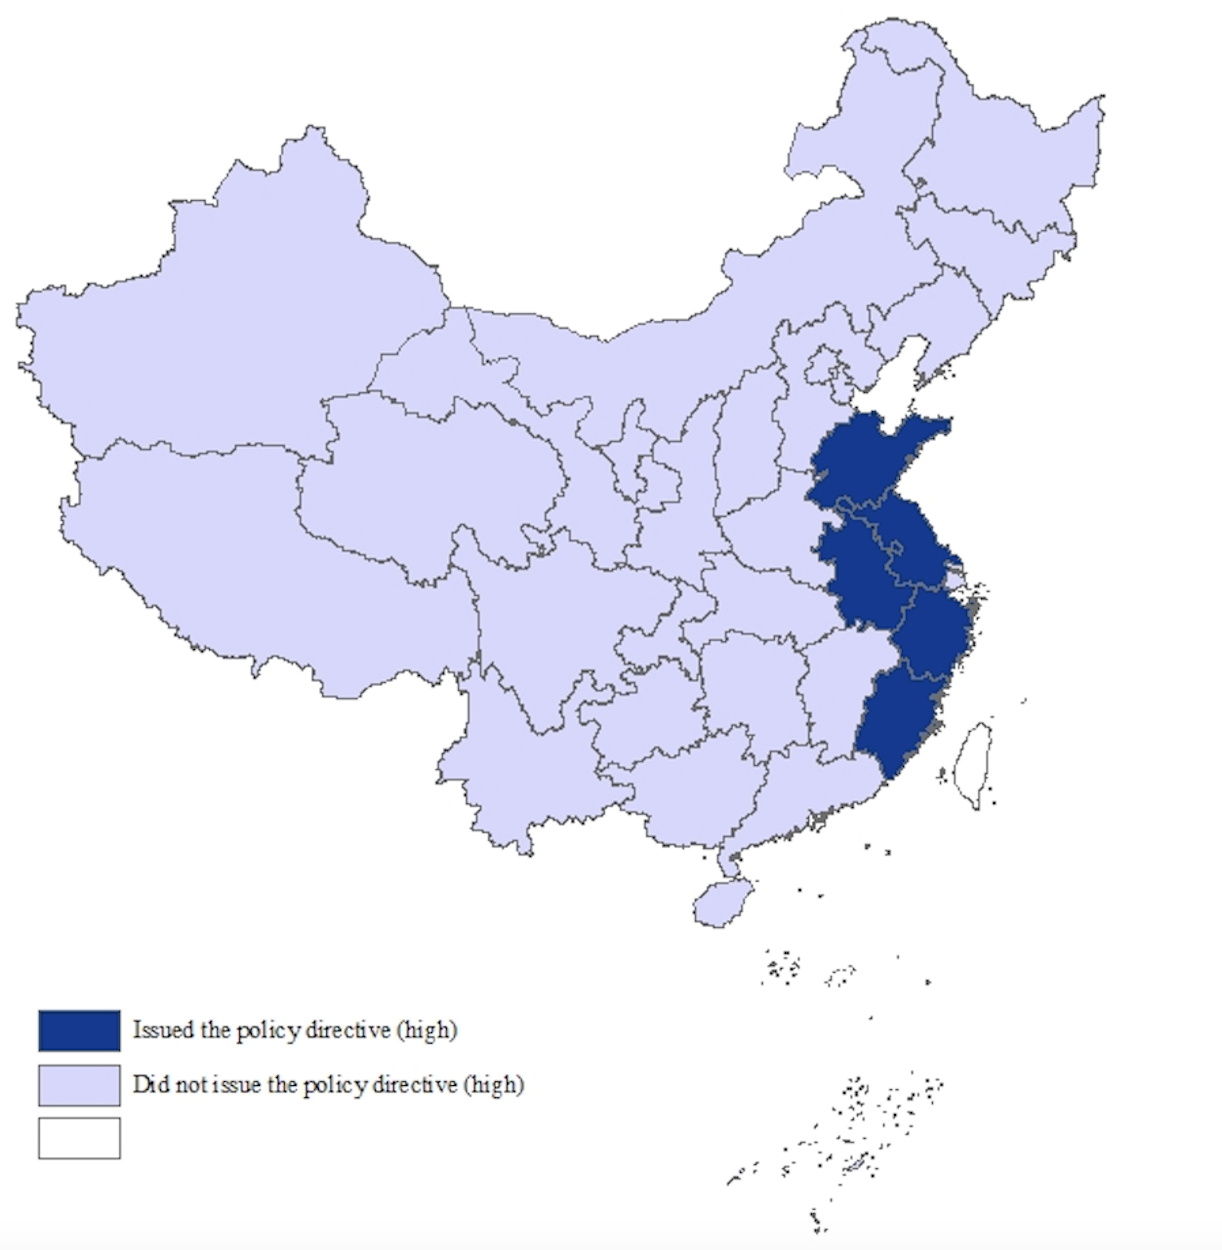 Issued the policy directive (high)
Did not issue the policy directive (high)